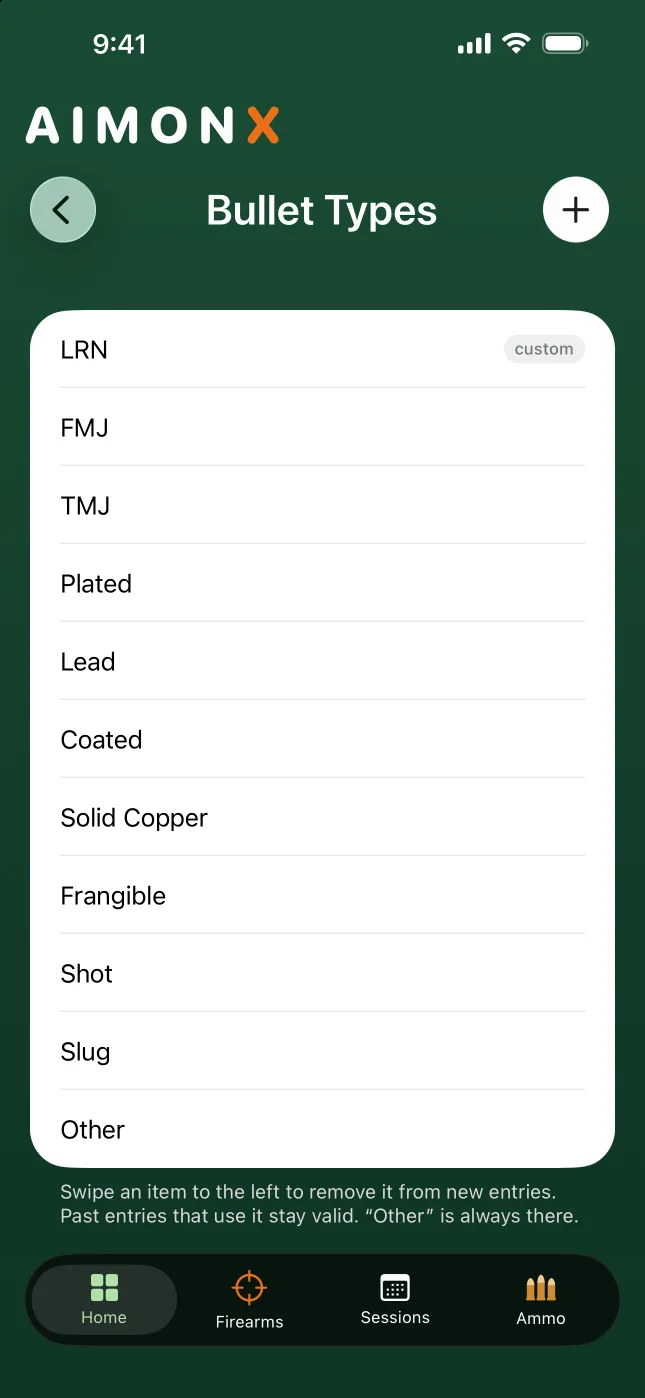 9:41
AIMONX
Bullet Types
LRN custom
FMJ
TMJ
Plated
Lead
Coated
Solid Copper
Frangible
Shot
Slug
Other
Swipe an item to the left to remove it from new entries.
Past entries that use it stay valid. “Other” is always there.
Home Firearms Sessions Ammo